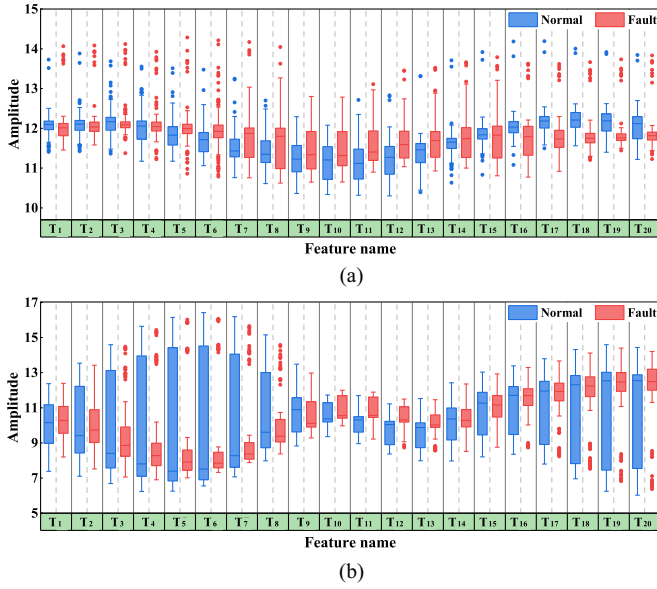 15
14
13
12
11
10
Amplitude
Normal Fault
T1 T2 T3 T4 T5 T6 T7 T8 T9 T10 T11 T12 T13 T14 T15 T16 T17 T18 T19 T20
Feature name
(a)
17
15
13
11
9
7
5
Amplitude
Normal Fault
T1 T2 T3 T4 T5 T6 T7 T8 T9 T10 T11 T12 T13 T14 T15 T16 T17 T18 T19 T20
Feature name
(b)